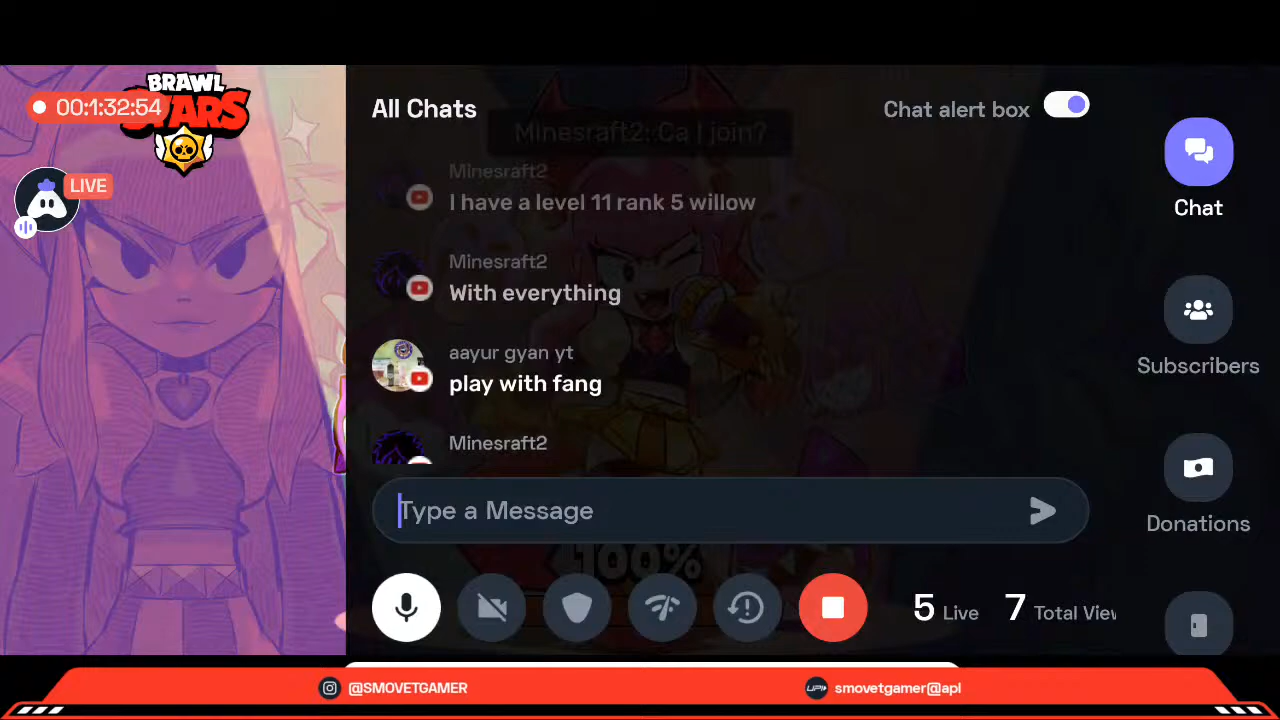 BRAWL
STARS
00:1:32:54
LIVE
All Chats
Chat alert box
Minesraft2: Ca I join?
Minesraft2
I have a level 11 rank 5 willow
Minesraft2
With everything
aayur gyan yt
play with fang
Minesraft2
Type a Message
100%
5 Live
7 Total View
Chat
Subscribers
Donations
@SMOVETGAMER
UPI
smovetgamer@apl